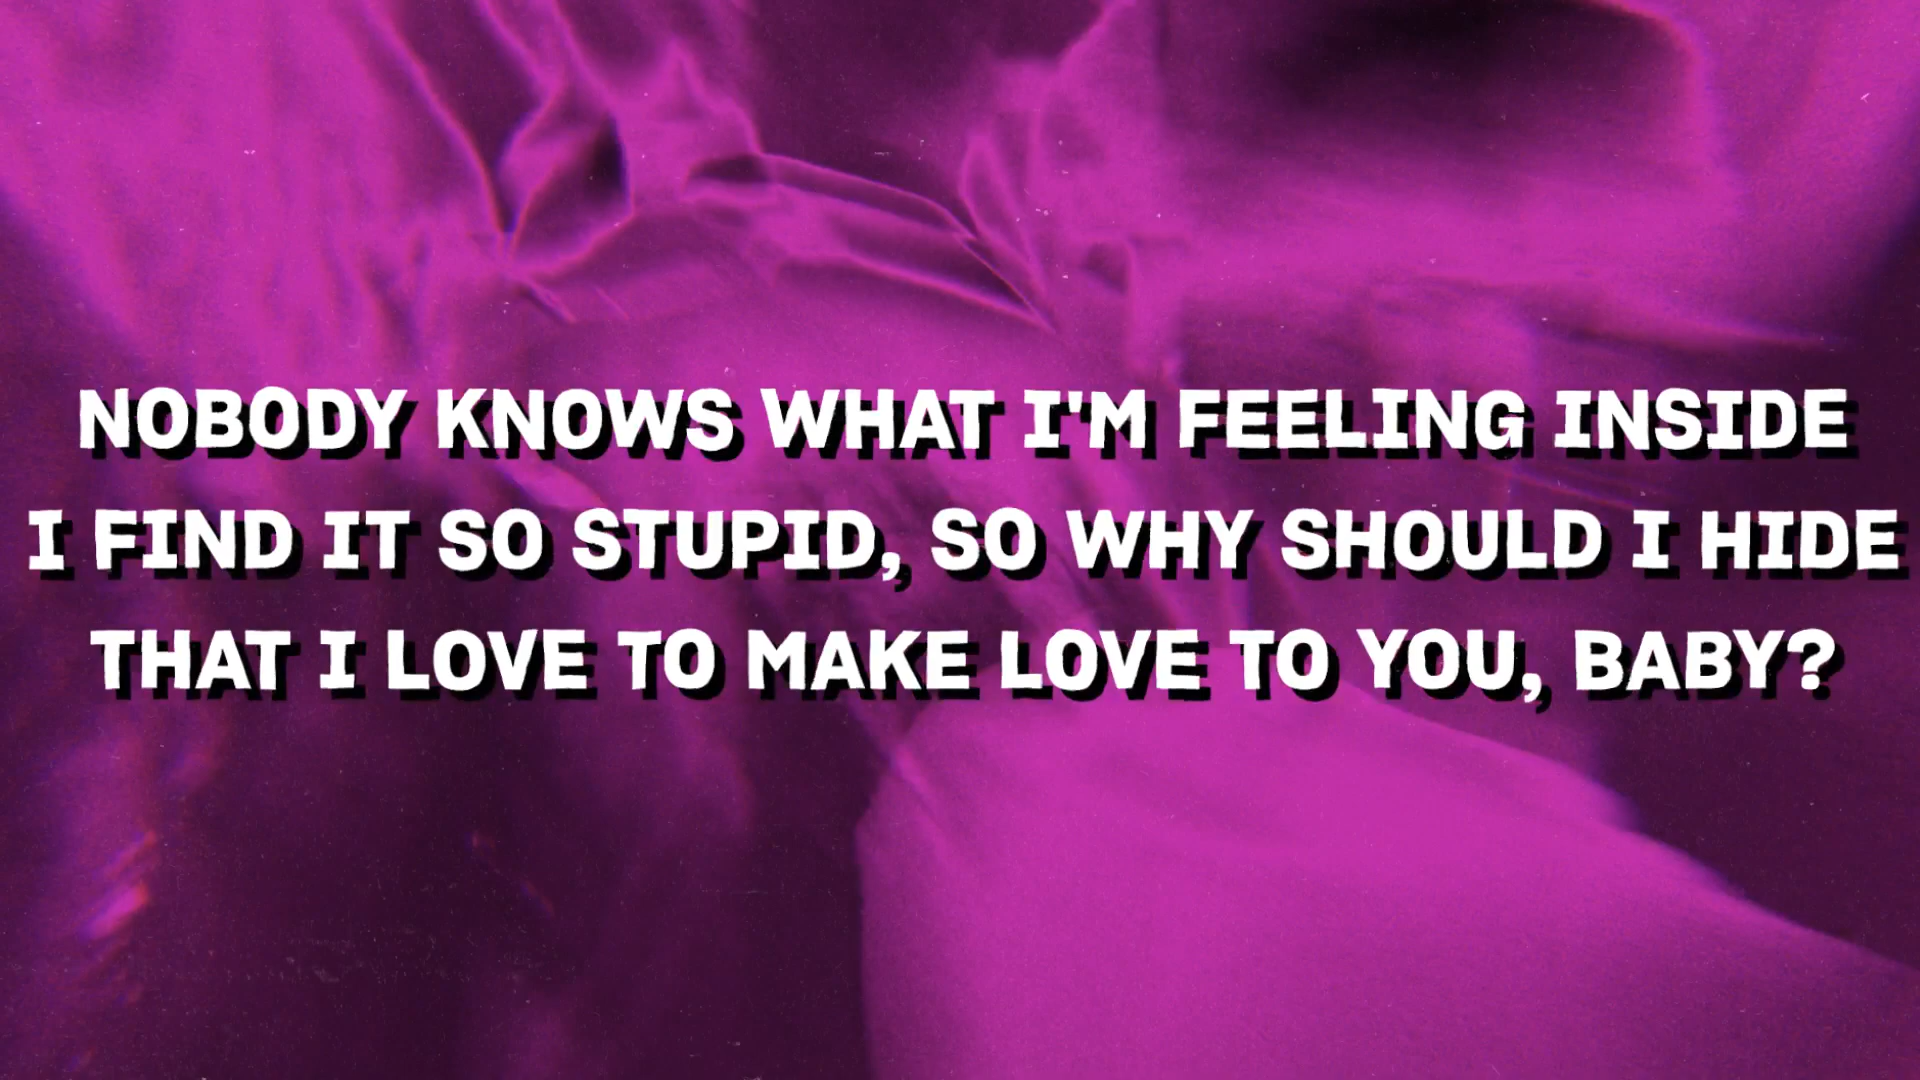 NOBODY KNOWS WHAT I'M FEELING INSIDE
I FIND IT SO STUPID, SO WHY SHOULD I HIDE
THAT I LOVE TO MAKE LOVE TO YOU, BABY?